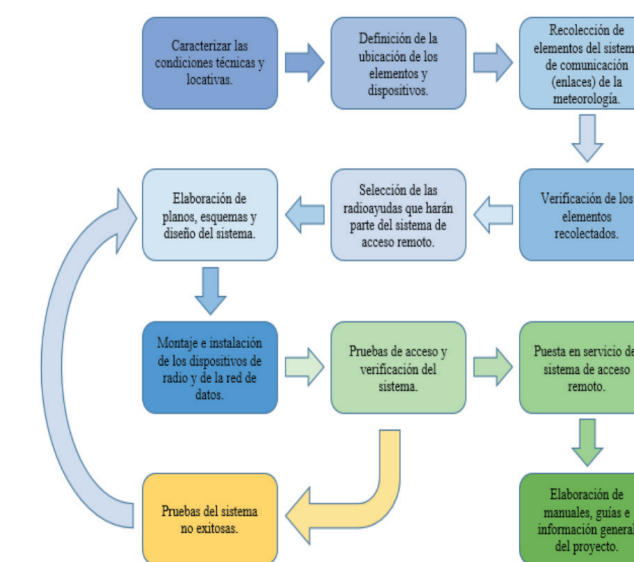 Caracterizar las
condiciones técnicas y
locativas.
Definición de la
ubicación de los
elementos y
dispositivos.
Recolección de
elementos del sistem
de comunicación
(enlaces) de la
meteorología.
Elaboración de
planos, esquemas y
diseño del sistema.
Selección de las
radioayudas que harán
parte del sistema de
acceso remoto.
Verificación de los
elementos
recolectados.
Montaje e instalación
de los dispositivos de
radio y de la red de
datos.
Pruebas de acceso y
verificación del
sistema.
Puesta en servicio de
sistema de acceso
remoto.
Pruebas del sistema
no exitosas.
Elaboración de
manuales, guías e
información general
del proyecto.